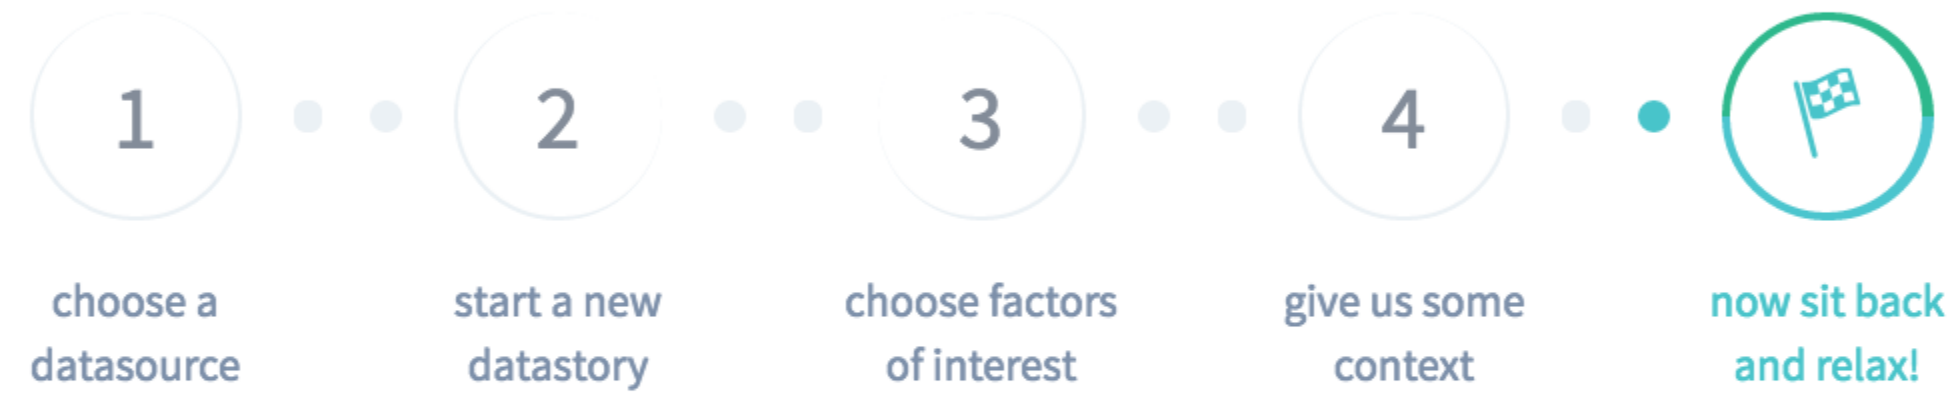 1
2
3
4
choose a
datasource
start a new
datastory
choose factors
of interest
give us some
context
now sit back
and relax!